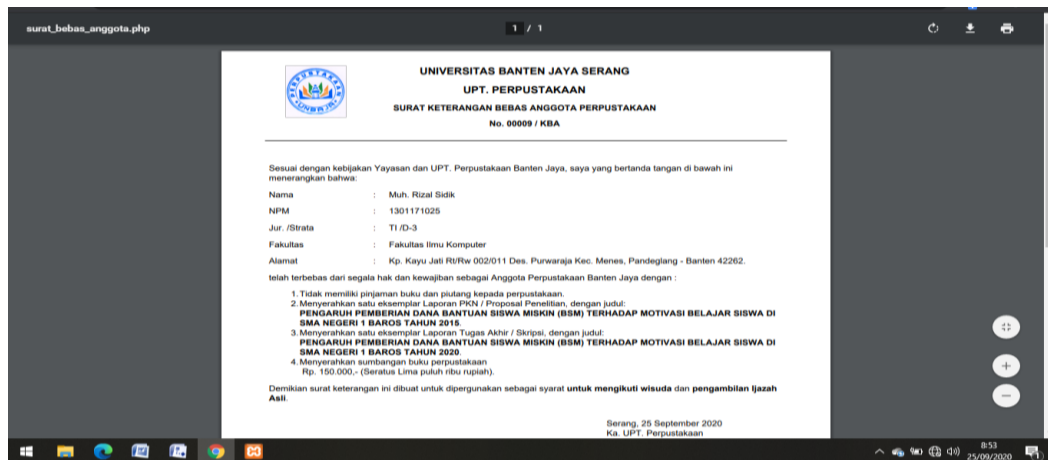 surat_bebas_anggota.php
1 / 1
UNIVERSITAS BANTEN JAYA SERANG
UPT. PERPUSTAKAAN
SURAT KETERANGAN BEBAS ANGGOTA PERPUSTAKAAN
No. 00009 / KBA
PERPUSTAKAAN
UNBAJA
Sesuai dengan kebijakan Yayasan dan UPT. Perpustakaan Banten Jaya, saya yang bertanda tangan di bawah ini
menerangkan bahwa:
Nama : Muh. Rizal Sidik
NPM : 1301171025
Jur. /Strata : TI /D-3
Fakultas : Fakultas Ilmu Komputer
Alamat : Kp. Kayu Jati Rt/Rw 002/011 Des. Purwaraja Kec. Menes, Pandeglang - Banten 42262.
telah terbebas dari segala hak dan kewajiban sebagai Anggota Perpustakaan Banten Jaya dengan :
1. Tidak memiliki pinjaman buku dan piutang kepada perpustakaan.
2. Menyerahkan satu eksemplar Laporan PKN / Proposal Penelitian, dengan judul:
PENGARUH PEMBERIAN DANA BANTUAN SISWA MISKIN (BSM) TERHADAP MOTIVASI BELAJAR SISWA DI
SMA NEGERI 1 BAROS TAHUN 2015.
3. Menyerahkan satu eksemplar Laporan Tugas Akhir / Skripsi, dengan judul:
PENGARUH PEMBERIAN DANA BANTUAN SISWA MISKIN (BSM) TERHADAP MOTIVASI BELAJAR SISWA DI
SMA NEGERI 1 BAROS TAHUN 2020.
4. Menyerahkan sumbangan buku perpustakaan
Rp. 150.000,- (Seratus Lima puluh ribu rupiah).
Demikian surat keterangan ini dibuat untuk dipergunakan sebagai syarat untuk mengikuti wisuda dan pengambilan Ijazah
Asli.
Serang, 25 September 2020
Ka. UPT. Perpustakaan
8:53
25/09/2020